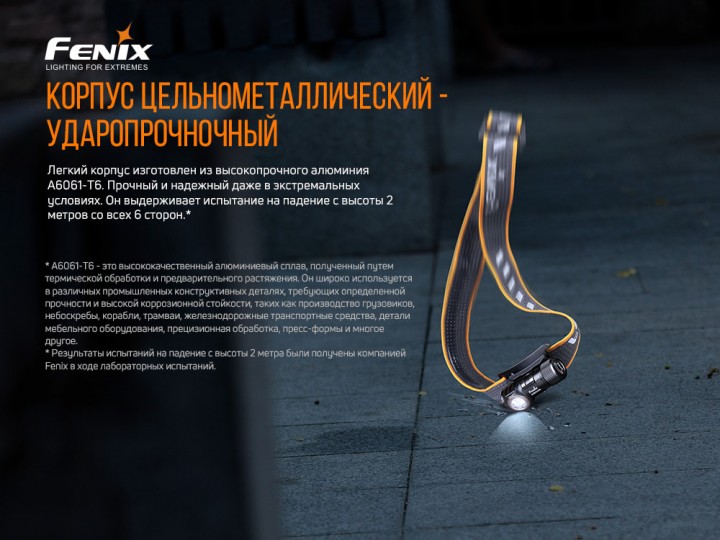 FENIX
LIGHTING FOR EXTREMES
КОРПУС ЦЕЛЬНОМЕТАЛЛИЧЕСКИЙ -
УДАРОПРОЧНОЧНЫЙ
Легкий корпус изготовлен из высокопрочного алюминия
A6061-T6. Прочный и надежный даже в экстремальных
условиях. Он выдерживает испытание на падение с высоты 2
метров со всех 6 сторон.*
* A6061-T6 - это высококачественный алюминиевый сплав, полученный путем
термической обработки и предварительного растяжения. Он широко используется
в различных промышленных конструктивных деталях, требующих определенной
прочности и высокой коррозионной стойкости, таких как производство грузовиков,
небоскребы, корабли, трамваи, железнодорожные транспортные средства, детали
мебельного оборудования, прецизионная обработка, пресс-формы и многое
другое.
* Результаты испытаний на падение с высоты 2 метра были получены компанией
Fenix в ходе лабораторных испытаний.